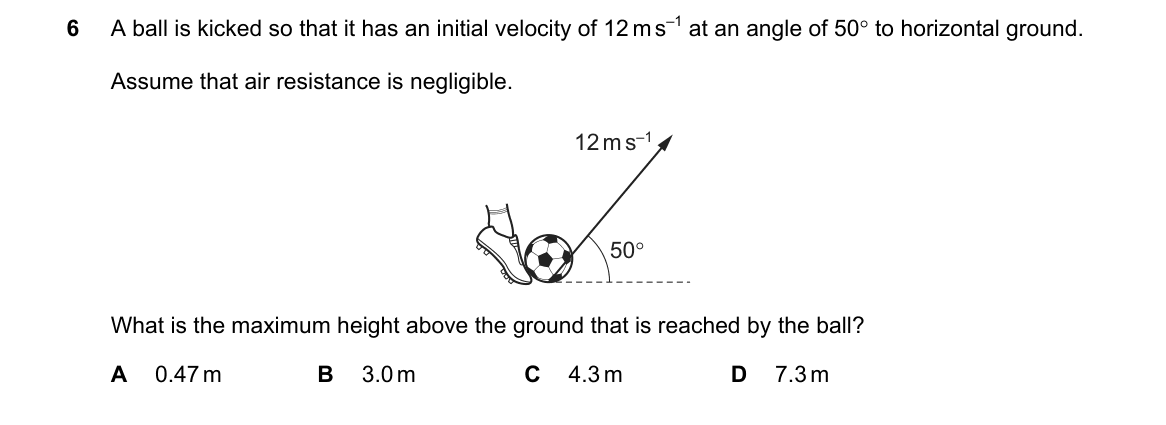 6 A ball is kicked so that it has an initial velocity of 12 m s⁻¹ at an angle of 50° to horizontal ground.
Assume that air resistance is negligible.
12 m s⁻¹
50°
What is the maximum height above the ground that is reached by the ball?
A 0.47 m B 3.0 m C 4.3 m D 7.3 m